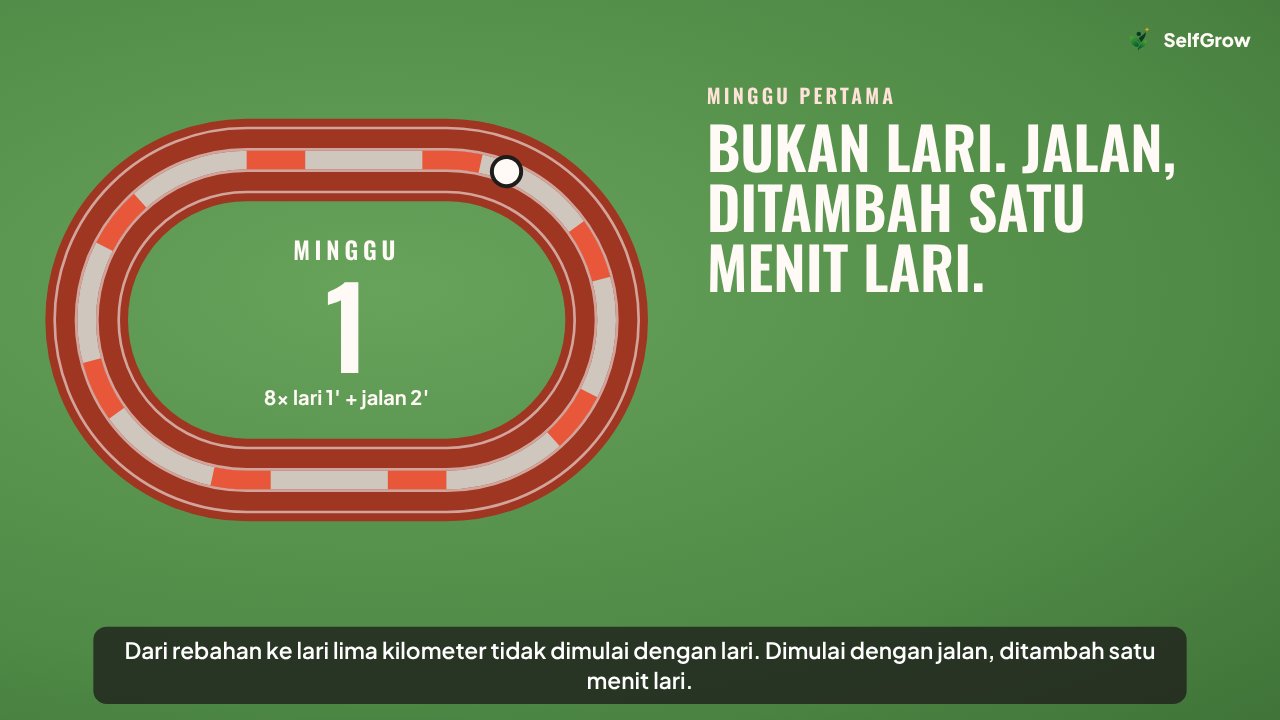 SelfGrow
MINGGU PERTAMA
BUKAN LARI. JALAN,
DITAMBAH SATU
MENIT LARI.
MINGGU
1
8× lari 1' + jalan 2'
Dari rebahan ke lari lima kilometer tidak dimulai dengan lari. Dimulai dengan jalan, ditambah satu
menit lari.